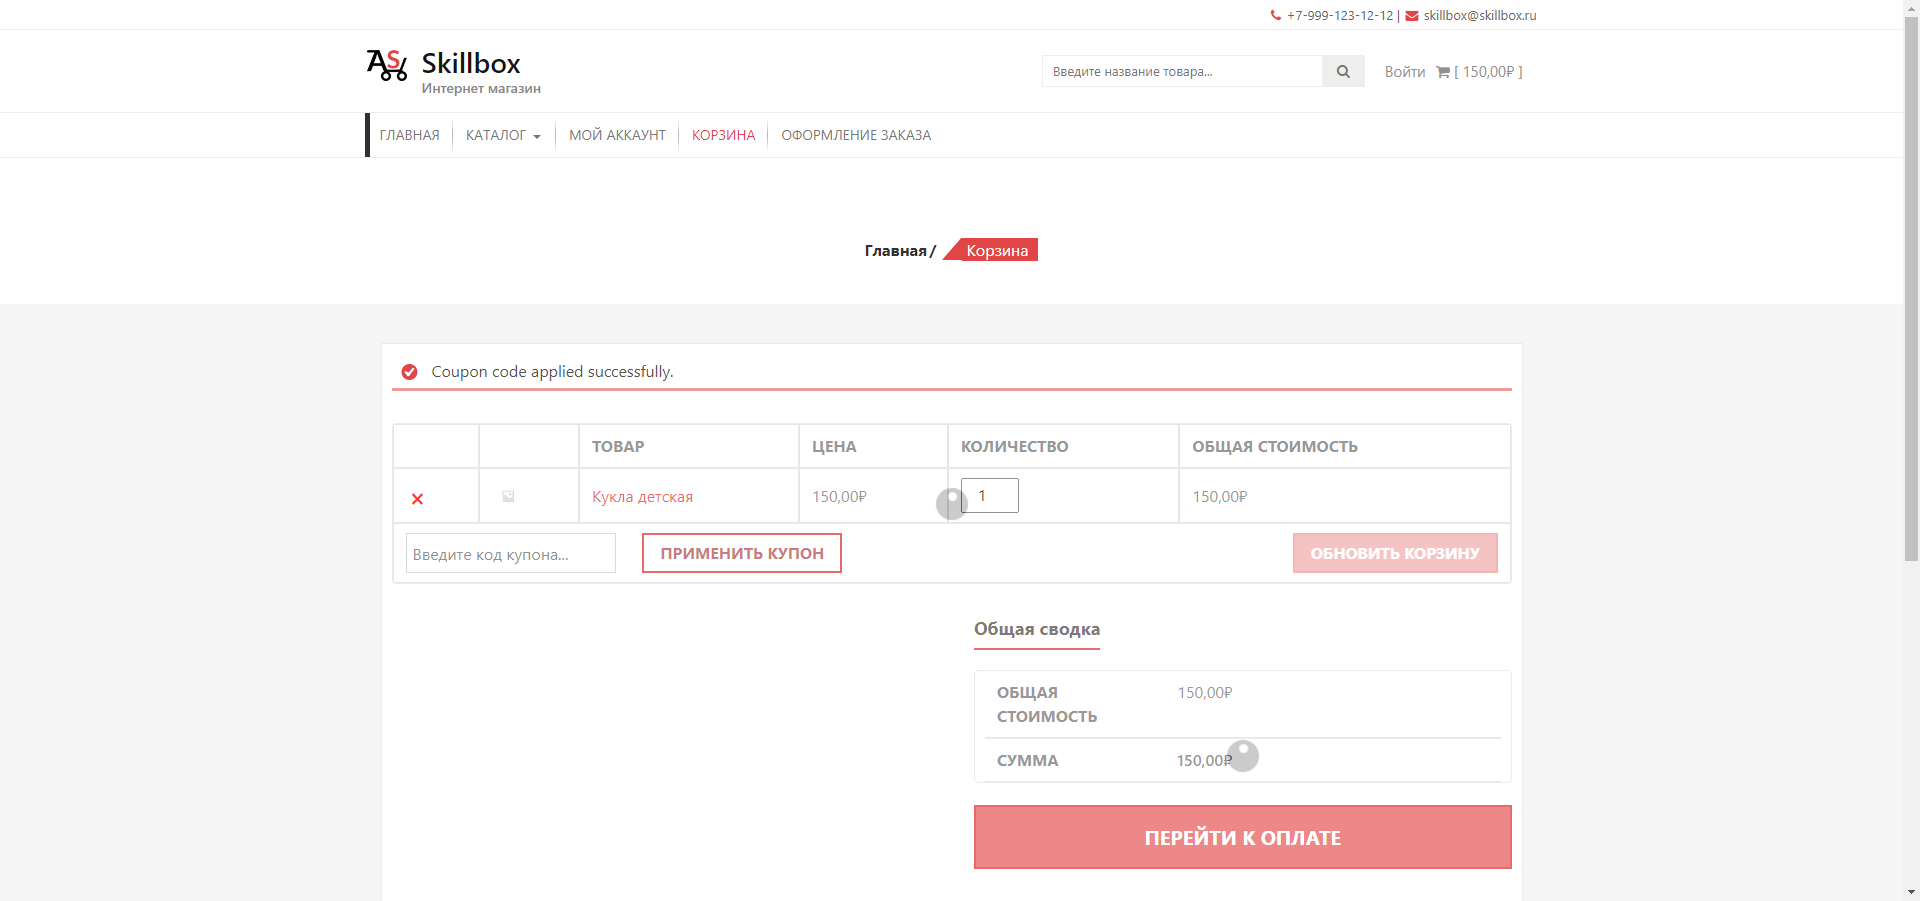 +7-999-123-12-12 | skillbox@skillbox.ru
AS Skillbox
Интернет магазин
Введите название товара...
Войти [ 150,00₽ ]
ГЛАВНАЯ КАТАЛОГ МОЙ АККАУНТ КОРЗИНА ОФОРМЛЕНИЕ ЗАКАЗА
Главная / Корзина
Coupon code applied successfully.
ТОВАР ЦЕНА КОЛИЧЕСТВО ОБЩАЯ СТОИМОСТЬ
× Кукла детская 150,00₽ 1 150,00₽
Введите код купона... ПРИМЕНИТЬ КУПОН ОБНОВИТЬ КОРЗИНУ
Общая сводка
ОБЩАЯ СТОИМОСТЬ 150,00₽
СУММА 150,00₽
ПЕРЕЙТИ К ОПЛАТЕ